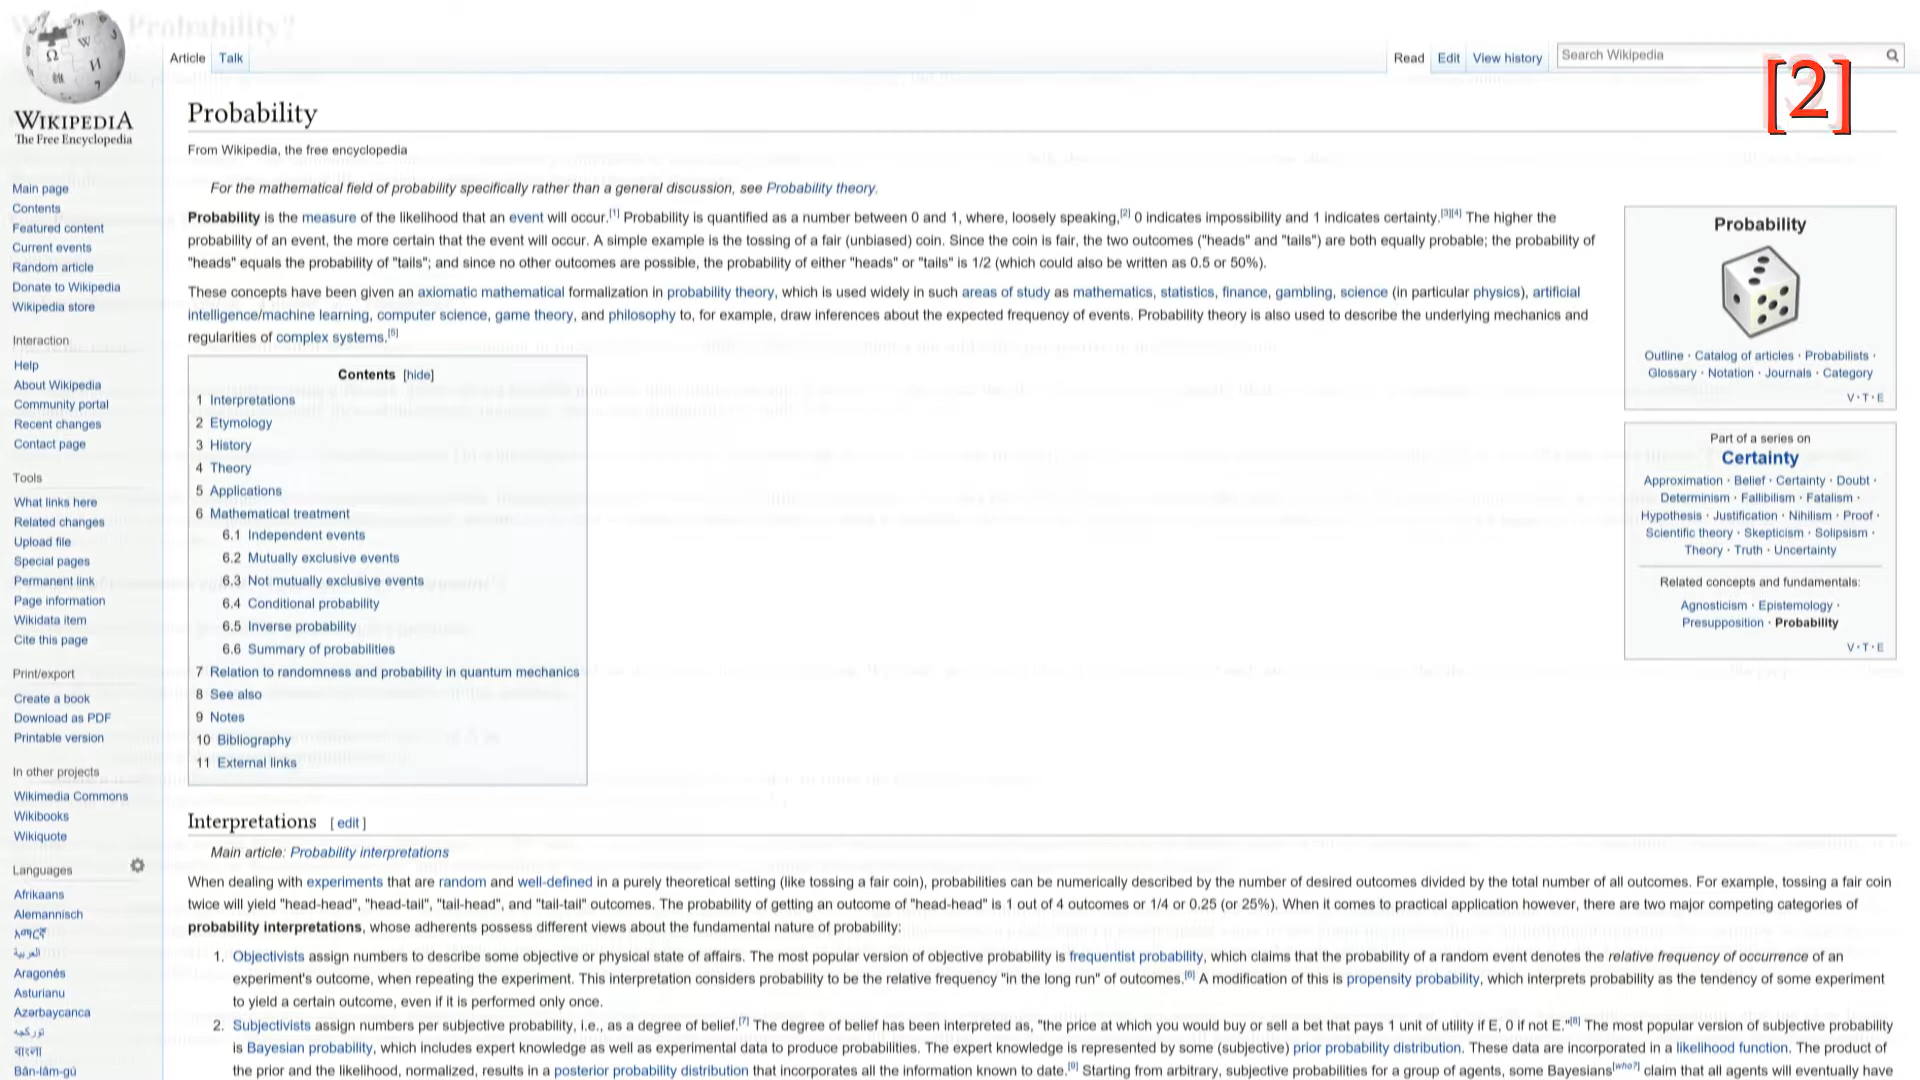 Probability?
WIKIPEDIA
The Free Encyclopedia
Article Talk
Read Edit View history Search Wikipedia
[2]
Probability
From Wikipedia, the free encyclopedia
For the mathematical field of probability specifically rather than a general discussion, see Probability theory.
Probability is the measure of the likelihood that an event will occur.[1] Probability is quantified as a number between 0 and 1, where, loosely speaking,[2] 0 indicates impossibility and 1 indicates certainty.[3][4] The higher the
probability of an event, the more certain that the event will occur. A simple example is the tossing of a fair (unbiased) coin. Since the coin is fair, the two outcomes ("heads" and "tails") are both equally probable; the probability of
"heads" equals the probability of "tails"; and since no other outcomes are possible, the probability of either "heads" or "tails" is 1/2 (which could also be written as 0.5 or 50%).
These concepts have been given an axiomatic mathematical formalization in probability theory, which is used widely in such areas of study as mathematics, statistics, finance, gambling, science (in particular physics), artificial
intelligence/machine learning, computer science, game theory, and philosophy to, for example, draw inferences about the expected frequency of events. Probability theory is also used to describe the underlying mechanics and
regularities of complex systems.[5]
Contents [hide]
1 Interpretations
2 Etymology
3 History
4 Theory
5 Applications
6 Mathematical treatment
6.1 Independent events
6.2 Mutually exclusive events
6.3 Not mutually exclusive events
6.4 Conditional probability
6.5 Inverse probability
6.6 Summary of probabilities
7 Relation to randomness and probability in quantum mechanics
8 See also
9 Notes
10 Bibliography
11 External links
Interpretations [ edit ]
Main article: Probability interpretations
When dealing with experiments that are random and well-defined in a purely theoretical setting (like tossing a fair coin), probabilities can be numerically described by the number of desired outcomes divided by the total number of all outcomes. For example, tossing a fair coin
twice will yield "head-head", "head-tail", "tail-head", and "tail-tail" outcomes. The probability of getting an outcome of "head-head" is 1 out of 4 outcomes or 1/4 or 0.25 (or 25%). When it comes to practical application however, there are two major competing categories of
probability interpretations, whose adherents possess different views about the fundamental nature of probability:
1. Objectivists assign numbers to describe some objective or physical state of affairs. The most popular version of objective probability is frequentist probability, which claims that the probability of a random event denotes the relative frequency of occurrence of an
experiment's outcome, when repeating the experiment. This interpretation considers probability to be the relative frequency "in the long run" of outcomes.[6] A modification of this is propensity probability, which interprets probability as the tendency of some experiment
to yield a certain outcome, even if it is performed only once.
2. Subjectivists assign numbers per subjective probability, i.e., as a degree of belief.[7] The degree of belief has been interpreted as, "the price at which you would buy or sell a bet that pays 1 unit of utility if E, 0 if not E."[8] The most popular version of subjective probability
is Bayesian probability, which includes expert knowledge as well as experimental data to produce probabilities. The expert knowledge is represented by some (subjective) prior probability distribution. These data are incorporated in a likelihood function. The product of
the prior and the likelihood, normalized, results in a posterior probability distribution that incorporates all the information known to date.[9] Starting from arbitrary, subjective probabilities for a group of agents, some Bayesians[who?] claim that all agents will eventually have
Probability
Outline · Catalog of articles · Probabilists ·
Glossary · Notation · Journals · Category
V · T · E
Part of a series on
Certainty
Approximation · Belief · Certainty · Doubt ·
Determinism · Fallibilism · Fatalism ·
Hypothesis · Justification · Nihilism · Proof ·
Scientific theory · Skepticism · Solipsism ·
Theory · Truth · Uncertainty
Related concepts and fundamentals:
Agnosticism · Epistemology ·
Presupposition · Probability
V · T · E
Main page
Contents
Featured content
Current events
Random article
Donate to Wikipedia
Wikipedia store
Interaction
Help
About Wikipedia
Community portal
Recent changes
Contact page
Tools
What links here
Related changes
Upload file
Special pages
Permanent link
Page information
Wikidata item
Cite this page
Print/export
Create a book
Download as PDF
Printable version
In other projects
Wikimedia Commons
Wikibooks
Wikiquote
Languages
Afrikaans
Alemannisch
አማርኛ
العربية
Aragonés
Asturianu
Azərbaycanca
تۆرکجه
বাংলা
Bân-lâm-gú